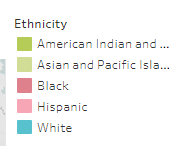 Ethnicity
American Indian and ...
Asian and Pacific Isla...
Black
Hispanic
White